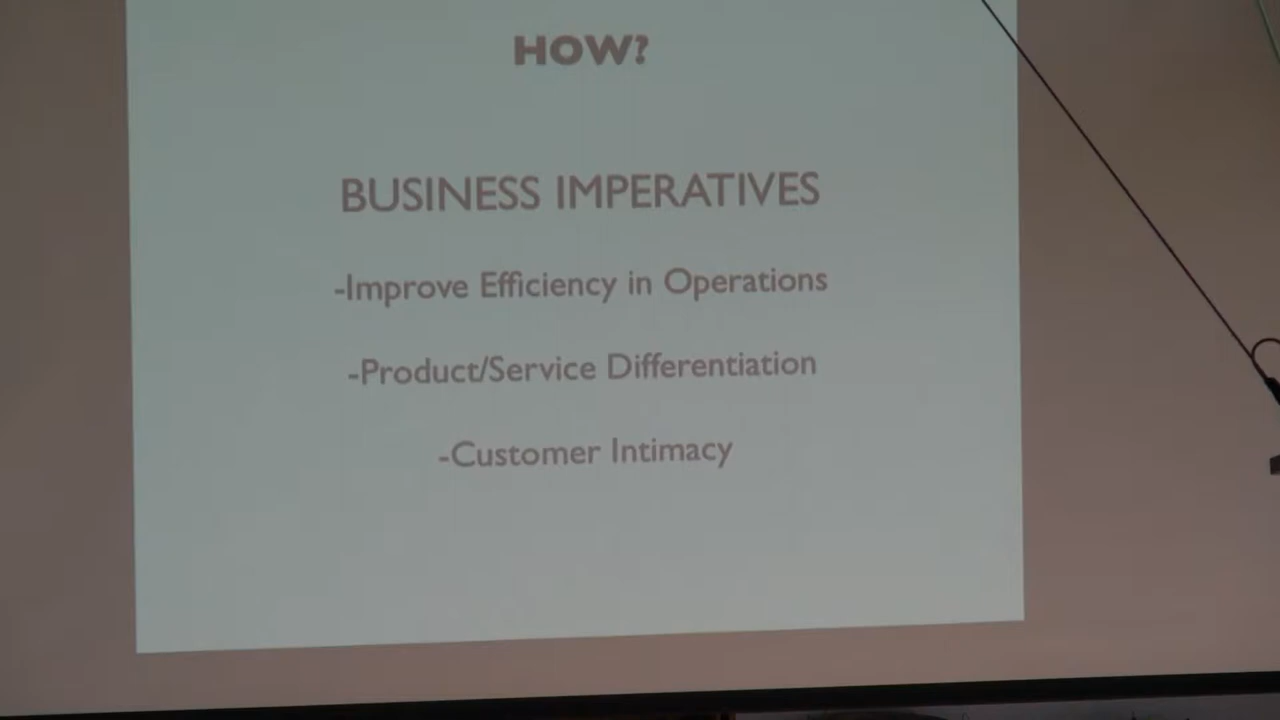 HOW?
BUSINESS IMPERATIVES
-Improve Efficiency in Operations
-Product/Service Differentiation
-Customer Intimacy